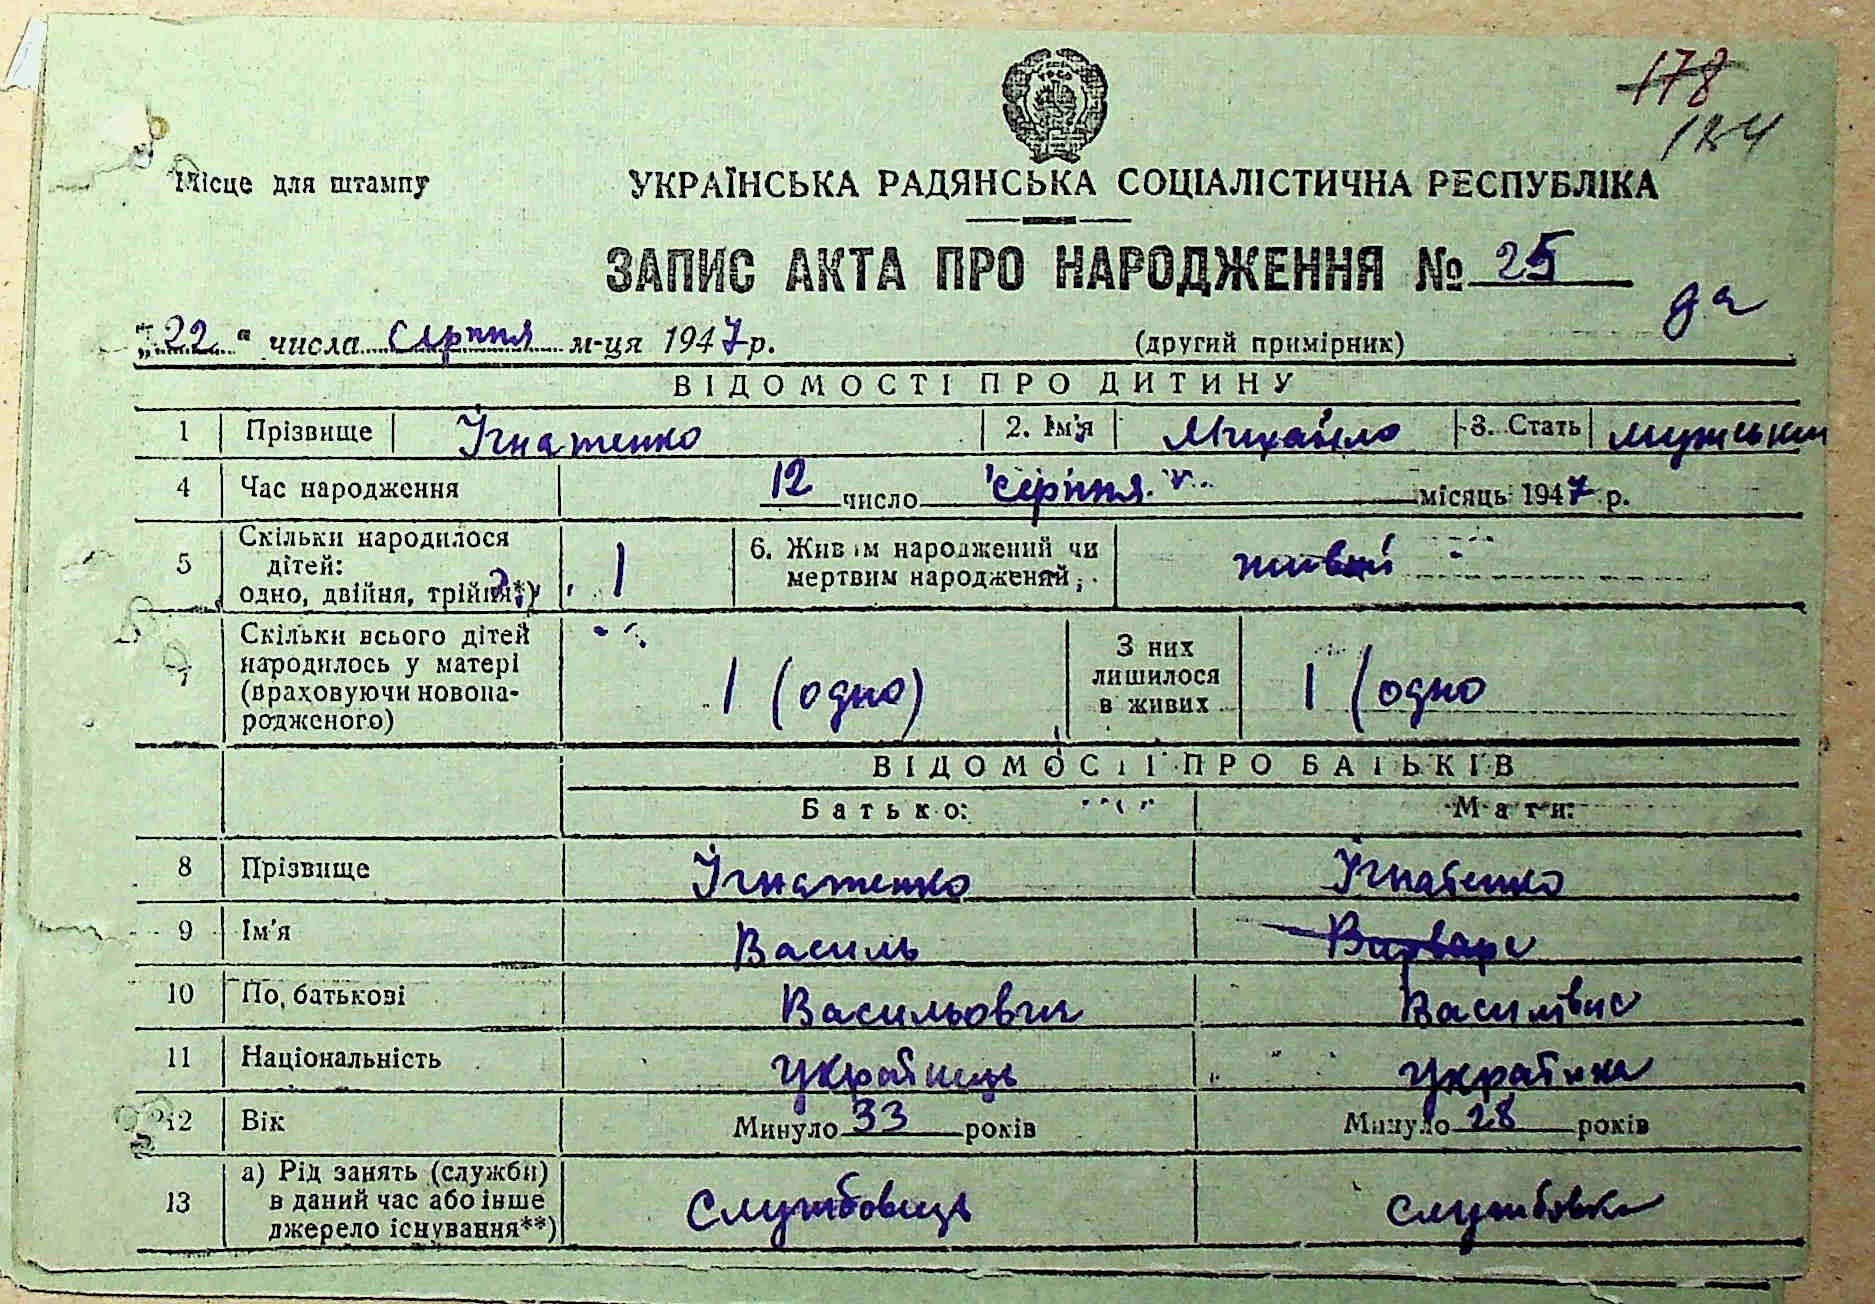 178
184
Місце для штампу
УКРАЇНСЬКА РАДЯНСЬКА СОЦІАЛІСТИЧНА РЕСПУБЛІКА
ЗАПИС АКТА ПРО НАРОДЖЕННЯ № 25
да
„22" числа серпня м-ця 1947 р. (другий примірник)
ВІДОМОСТІ ПРО ДИТИНУ
1 Прізвище Ігнатенко 2. Ім'я Михайло 3. Стать мужський
4 Час народження 12 число серпня місяць 1947 р.
5 Скільки народилося дітей: одно, двійня, трійня*) 1 6. Живим народжений чи мертвим народжений живий
7 Скільки всього дітей народилось у матері (враховуючи новонародженого) 1 (одно) З них лишилося в живих 1 (одно
ВІДОМОСТІ ПРО БАТЬКІВ
Батько: Мати:
8 Прізвище Ігнатенко Ігнатенко
9 Ім'я Василь Варвара
10 По батькові Васильович Василівна
11 Національність Українець Українка
12 Вік Минуло 33 років Минуло 28 років
13 а) Рід занять (служби) в даний час або інше джерело існування**) Службовець Службовка